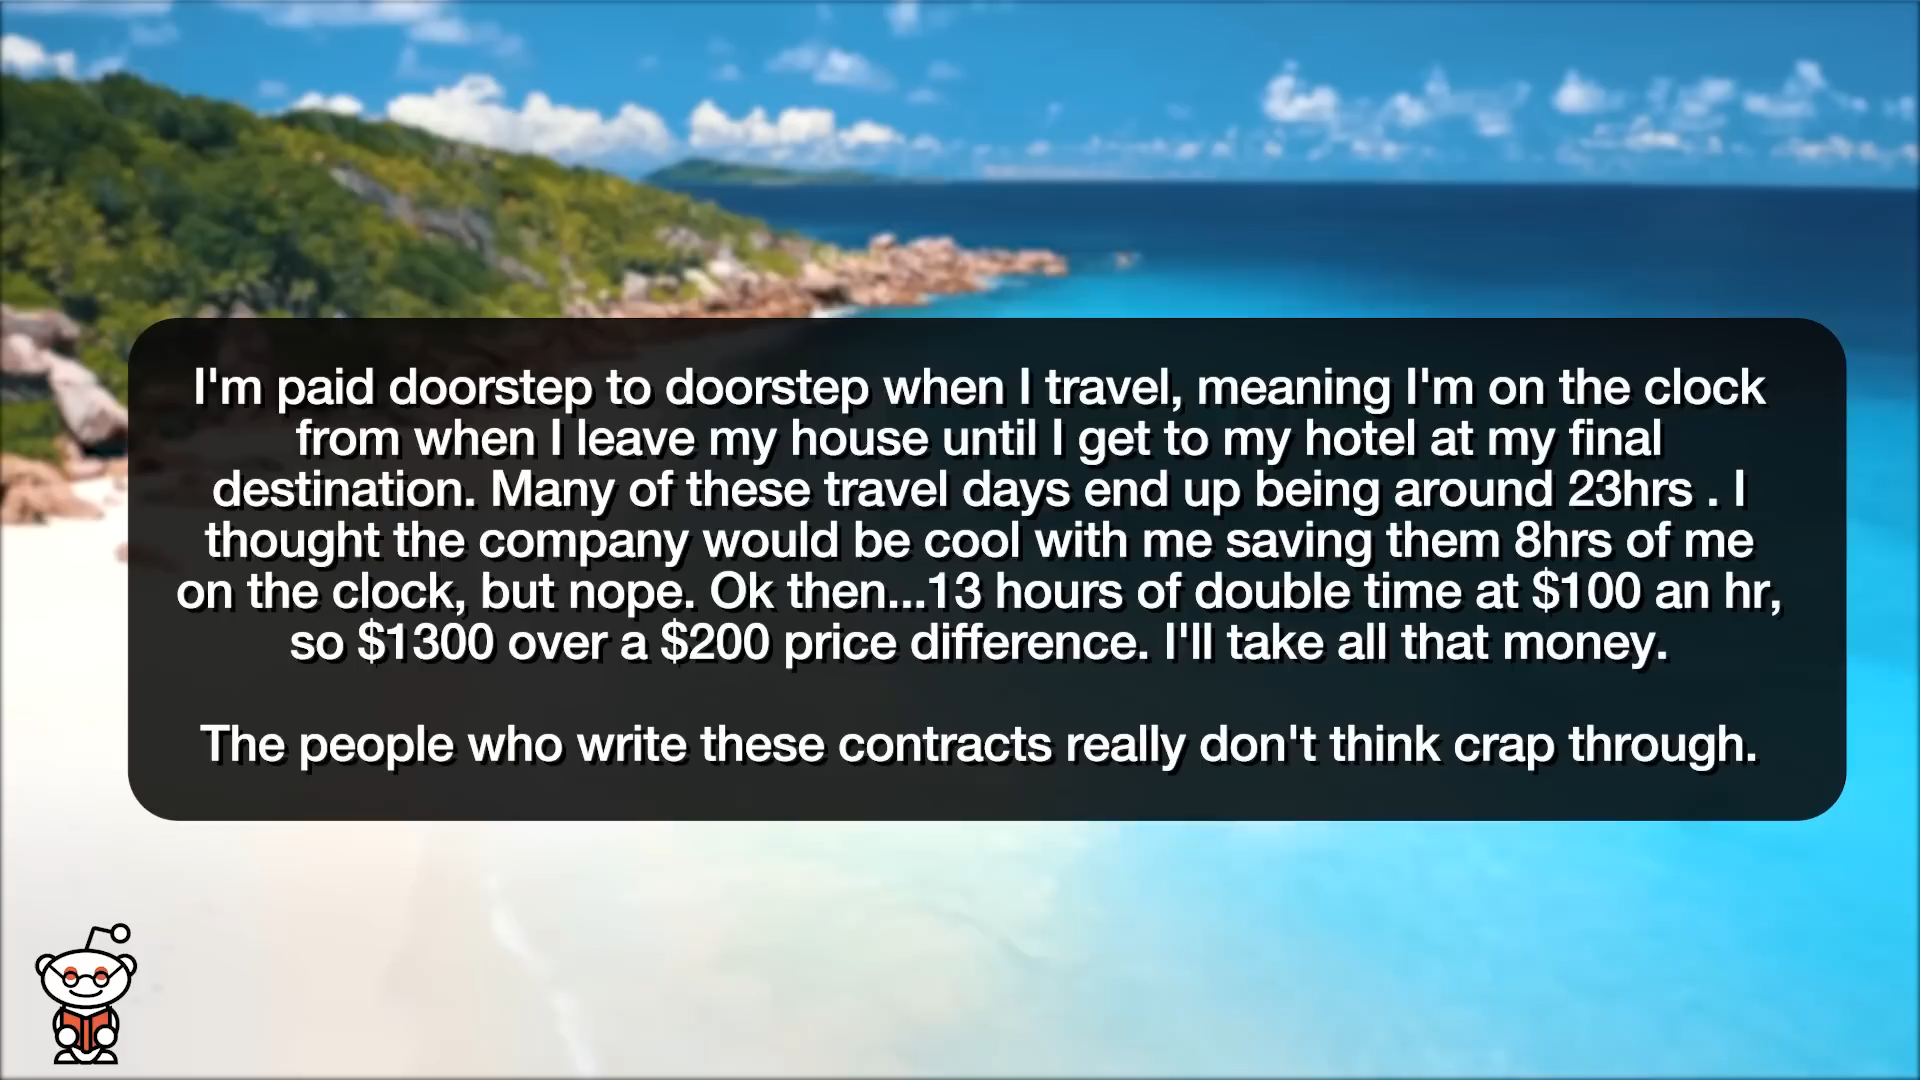 I'm paid doorstep to doorstep when I travel, meaning I'm on the clock
from when I leave my house until I get to my hotel at my final
destination. Many of these travel days end up being around 23hrs . I
thought the company would be cool with me saving them 8hrs of me
on the clock, but nope. Ok then...13 hours of double time at $100 an hr,
so $1300 over a $200 price difference. I'll take all that money.
The people who write these contracts really don't think crap through.